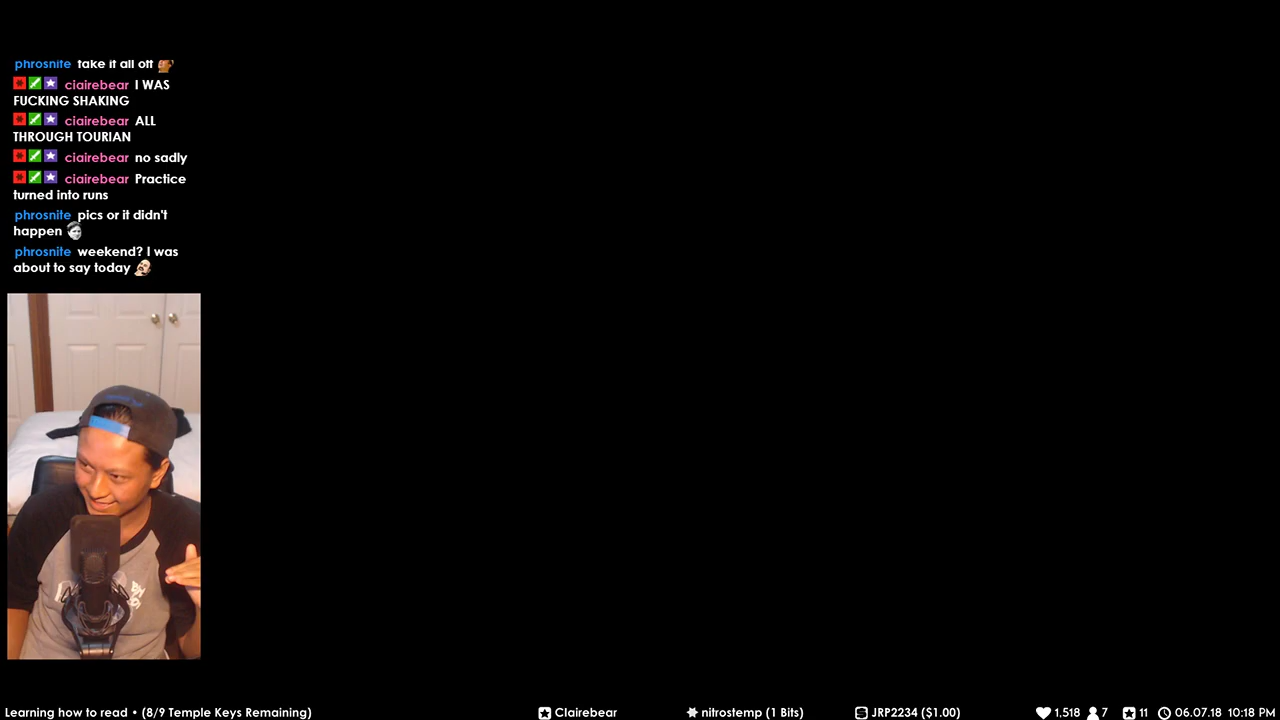 phrosnite take it all off
ciairebear I WAS
FUCKING SHAKING
ciairebear ALL
THROUGH TOURIAN
ciairebear no sadly
ciairebear Practice
turned into runs
phrosnite pics or it didn't
happen
phrosnite weekend? I was
about to say today
Learning how to read • (8/9 Temple Keys Remaining) Clairebear nitrostemp (1 Bits) JRP2234 ($1.00) 1,518 7 11 06.07.18 10:18 PM